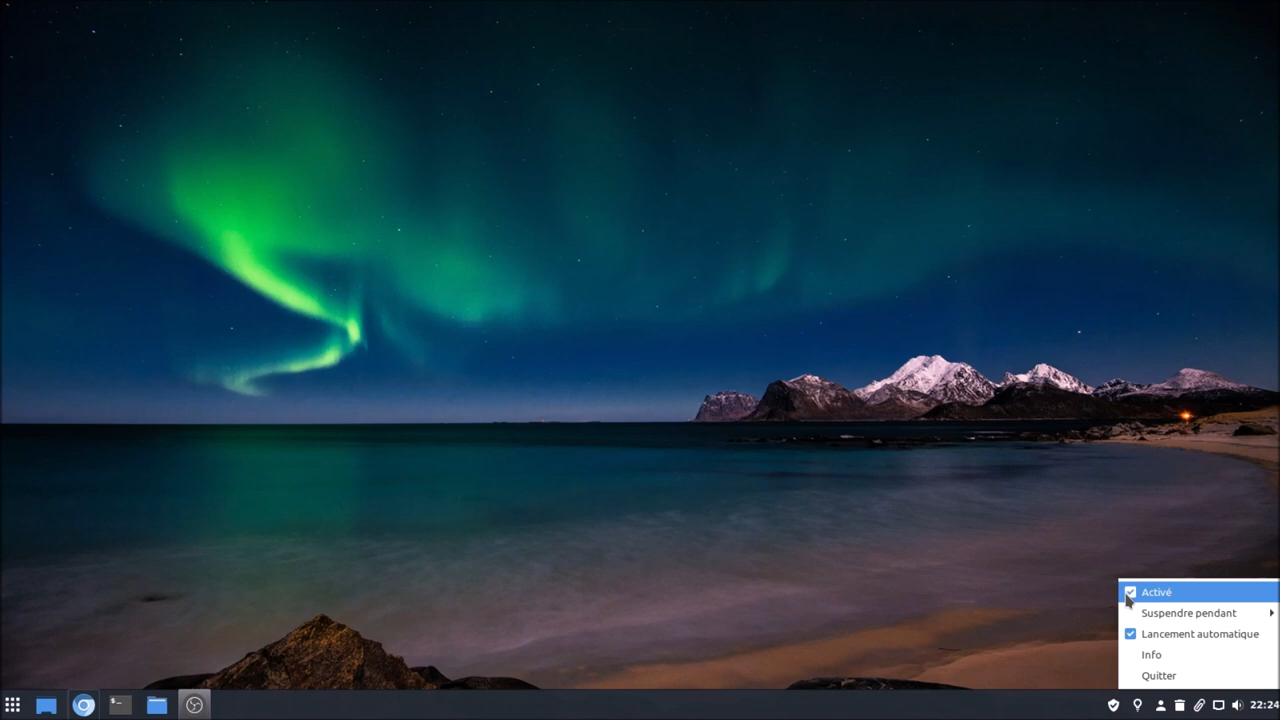 Activé
Suspendre pendant
Lancement automatique
Info
Quitter
22:24